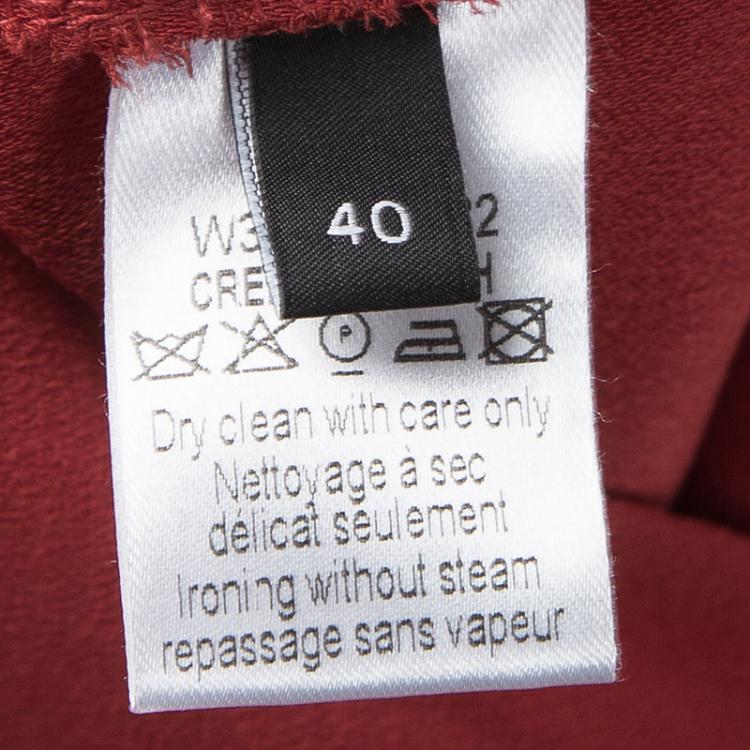 40
Dry clean with care only
Nettoyage à sec
délicat seulement
Ironing without steam
repassage sans vapeur